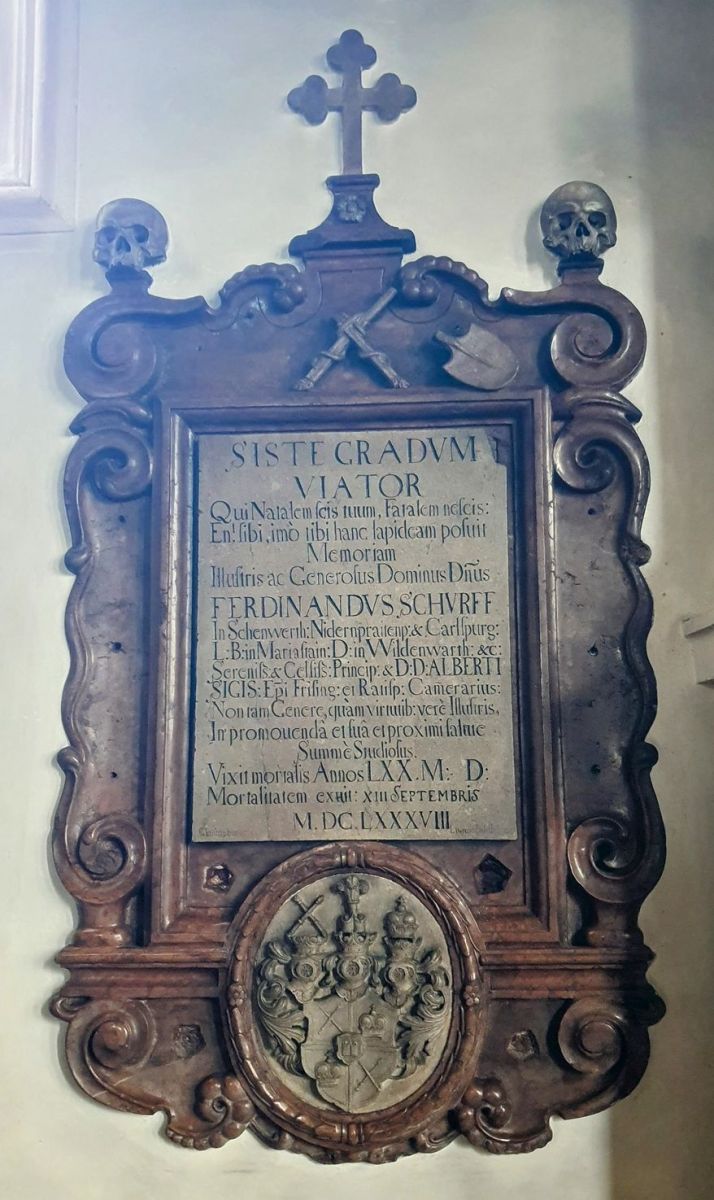 SISTE GRADUM
VIATOR
Qui Natalem scis tuum, Fatalem nescis:
En! sibi, imò tibi hanc lapideam posuit
Memoriam
Illustris ac Generosus Dominus Dñus
FERDINANDVS SCHVRFF
In Schenwerth: Nidernpraitenp: & Carlspurg:
L: B: in Mariastain: D: in Wildenwarth: &c:
Sereniss: & Celsiss: Princip: & D:D: ALBERTI
SIGIS: Epi Frising: et Ratisp: Camerarius:
Non tam Genere, quam virtutib: verè Illustris,
In promouenda et suâ et proximi salute
Summè Studiosus.
Vixit mortalis Annos LXX. M: D:
Mortalitatem exuit: XIII SEPTEMBRIS
M.DC.LXXXVIII